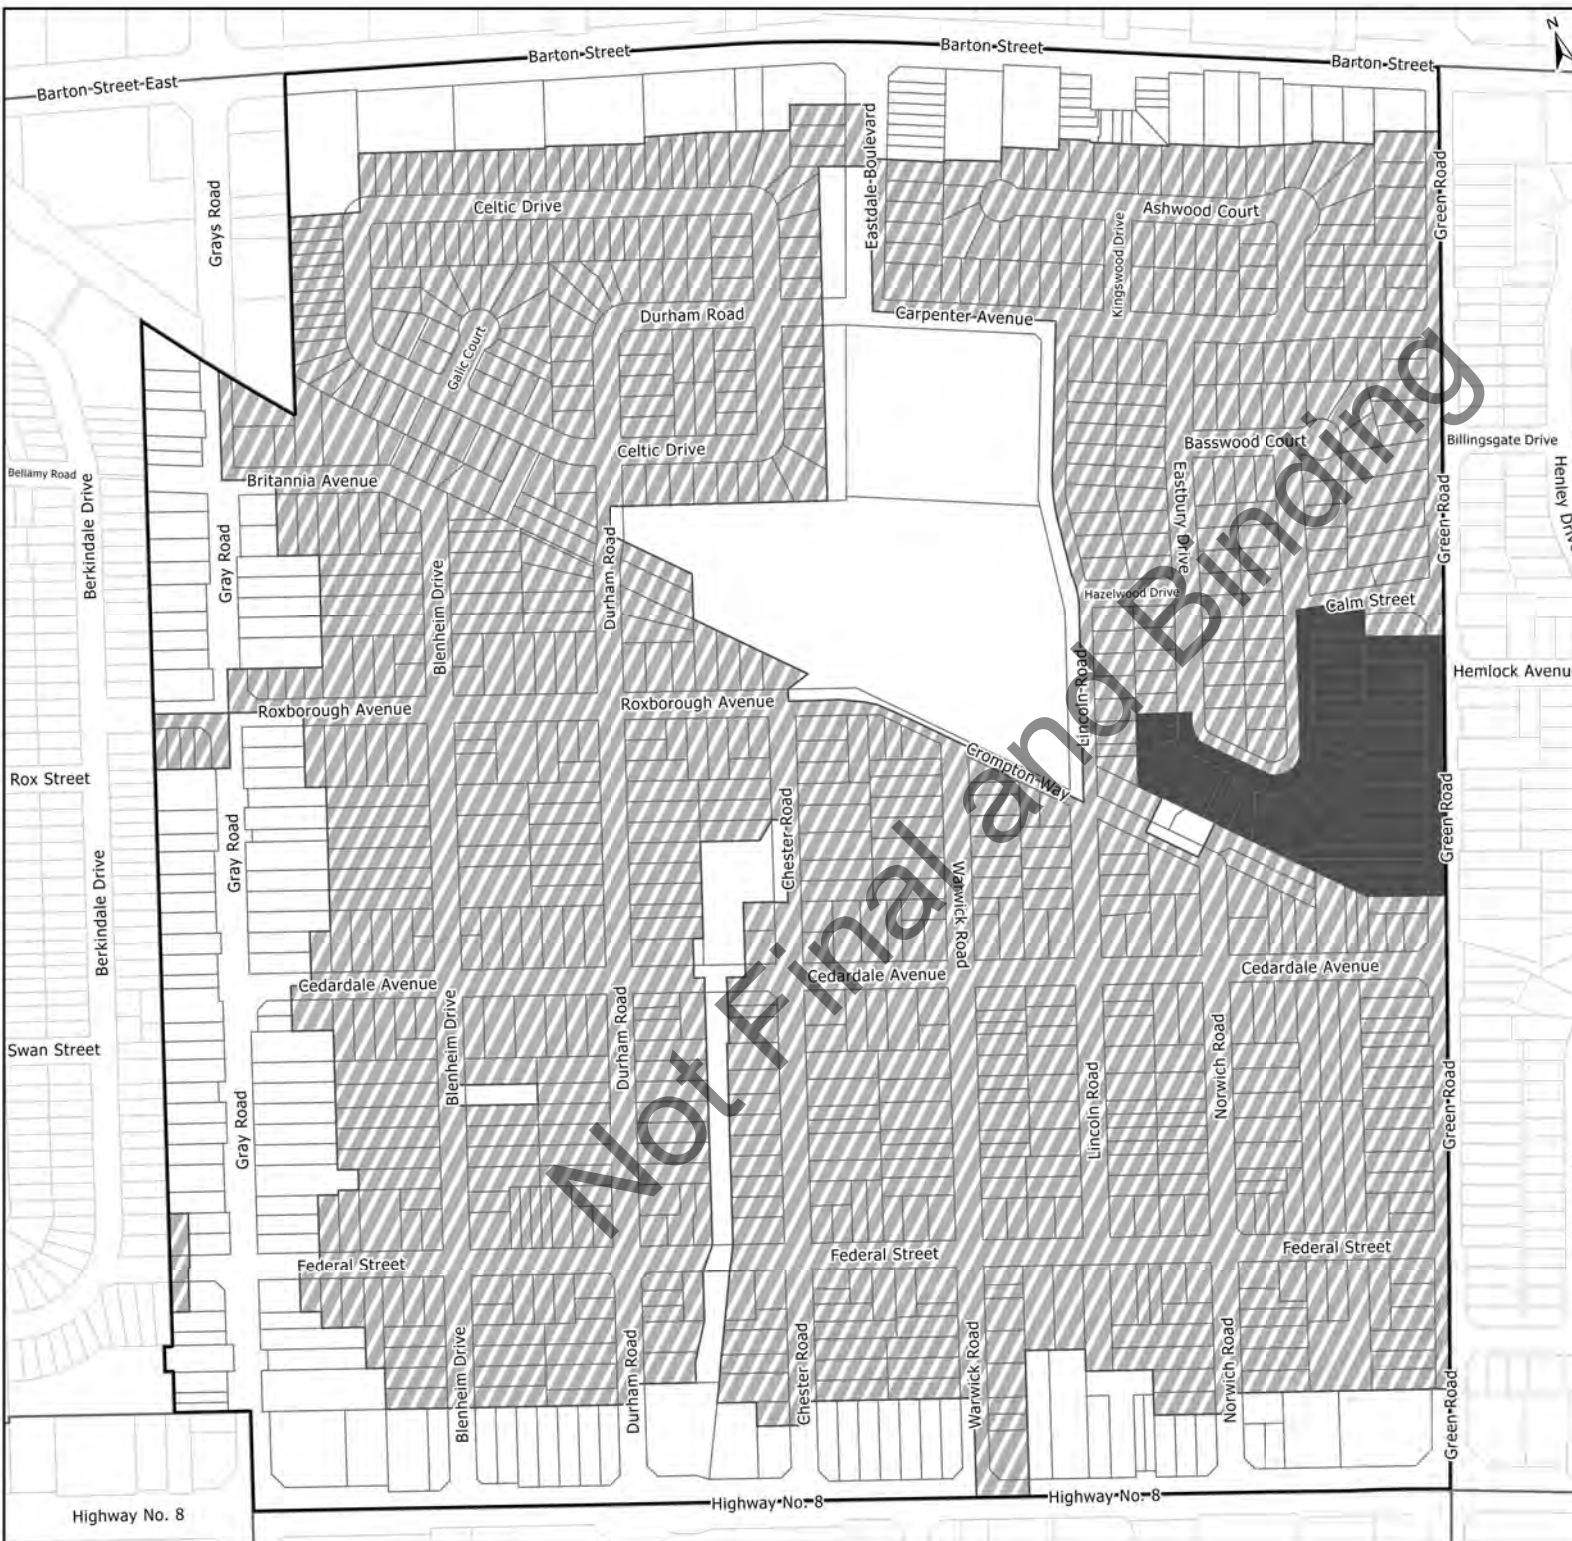 Barton Street East
Barton Street
Barton Street
Barton Street
N
Grays Road
Eastdale Boulevard
Green Road
Celtic Drive
Ashwood Court
Kingswood Drive
Durham Road
Carpenter Avenue
Galic Court
Celtic Drive
Basswood Court
Billingsgate Drive
Bellamy Road
Britannia Avenue
Berkindale Drive
Gray Road
Durham Road
Eastbury Drive
Green Road
Henley Drive
Blenheim Drive
Hazelwood Drive
Calm Street
Lincoln Road
Hemlock Avenu
Roxborough Avenue
Roxborough Avenue
Crompton Way
Rox Street
Gray Road
Chester Road
Green Road
Berkindale Drive
Warwick Road
Cedardale Avenue
Cedardale Avenue
Cedardale Avenue
Swan Street
Blenheim Drive
Durham Road
Norwich Road
Lincoln Road
Green Road
Gray Road
Federal Street
Federal Street
Federal Street
Blenheim Drive
Durham Road
Chester Road
Warwick Road
Norwich Road
Green Road
Highway No. 8
Highway No. 8
Highway No. 8
Not Final and Binding